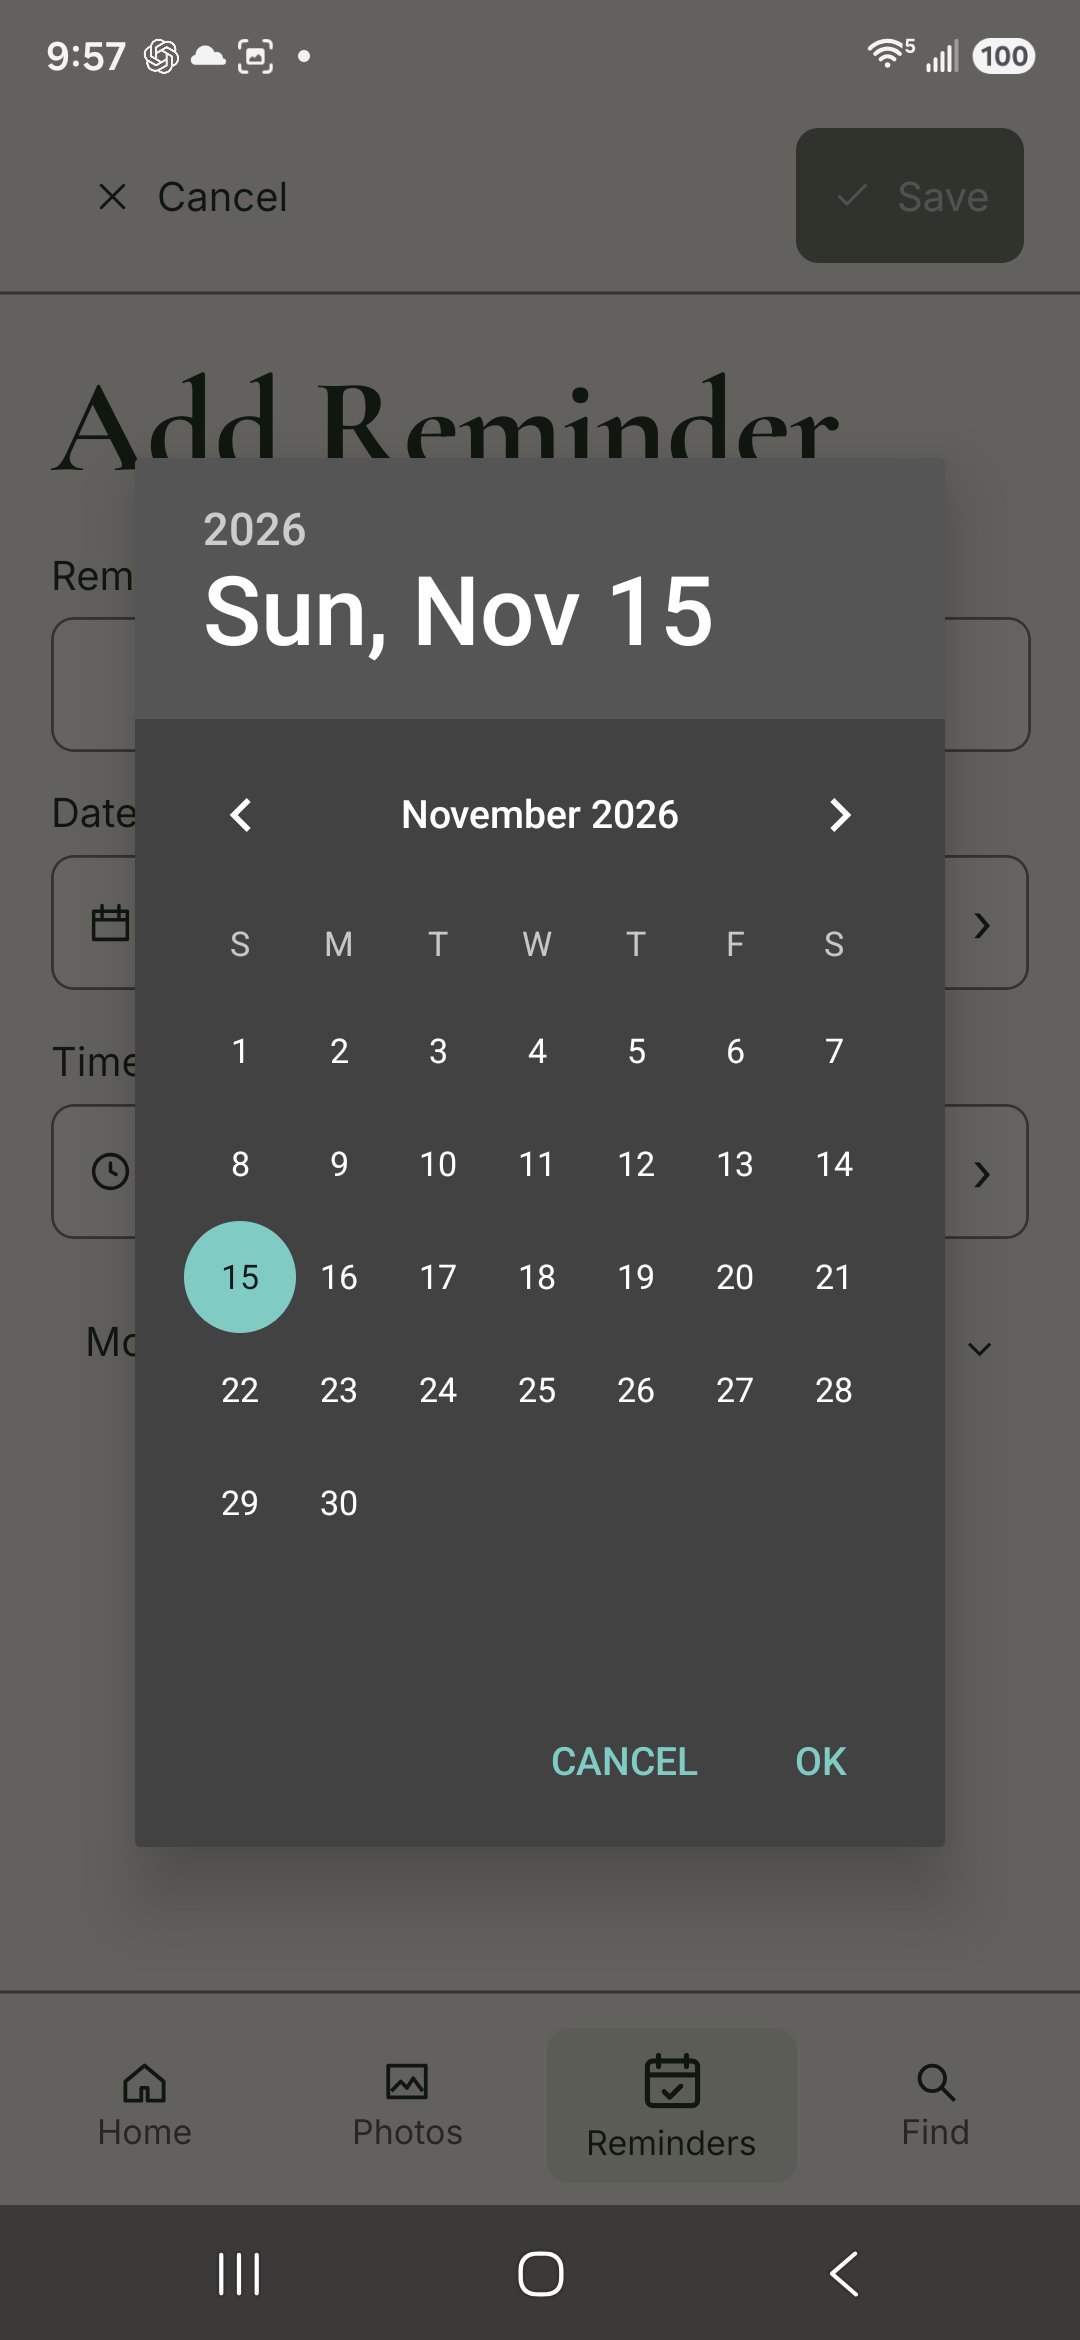 9:57
5
100
Cancel
Save
Add Reminder
2026
Sun, Nov 15
Rem
Date
Time
Mo
November 2026
S M T W T F S
1 2 3 4 5 6 7
8 9 10 11 12 13 14
15 16 17 18 19 20 21
22 23 24 25 26 27 28
29 30
CANCEL OK
Home Photos Reminders Find